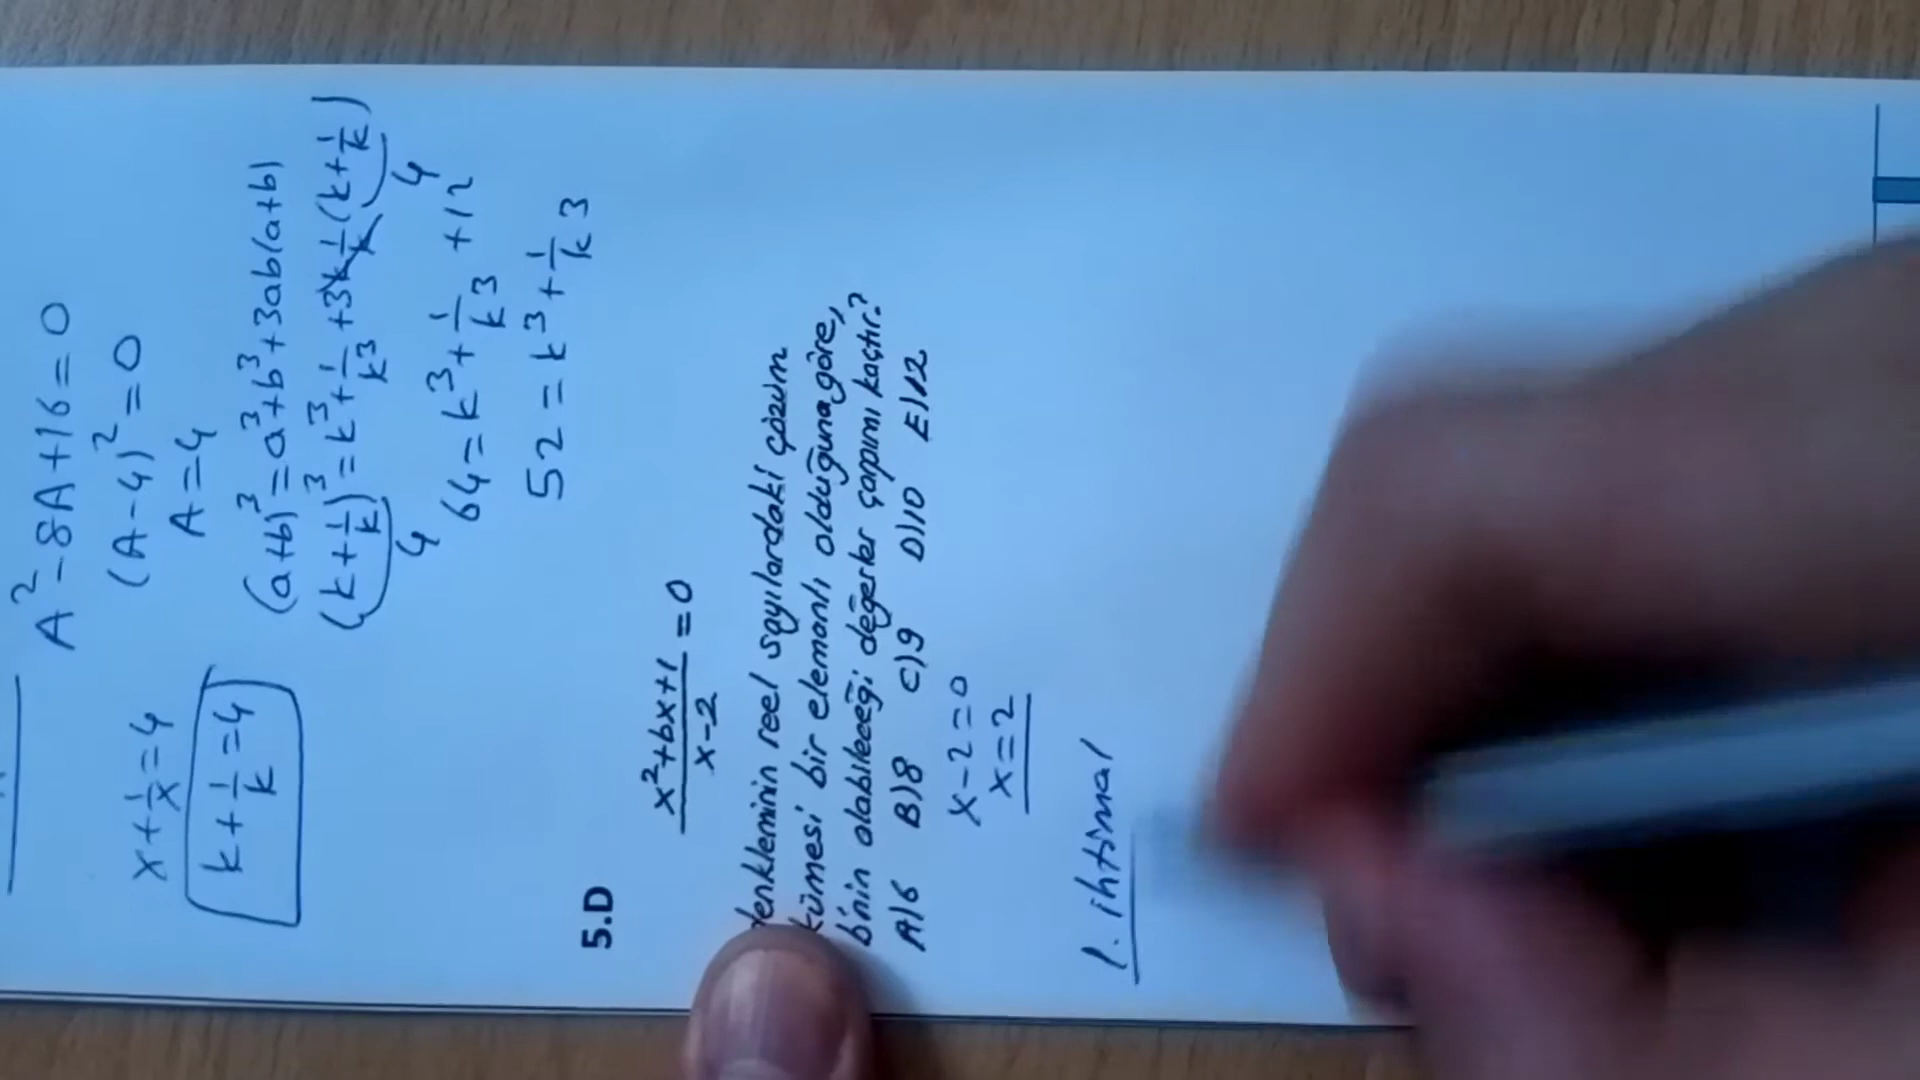 A² - 8A + 16 = 0
(A - 4)² = 0
A = 4
x + 1/x = 4
k + 1/k = 4
(a+b)³ = a³ + b³ + 3ab(a+b)
(k + 1/k)³ = k³ + 1/k³ + 3k 1/k (k + 1/k)
4 4
64 = k³ + 1/k³ + 12
52 = k³ + 1/k³
5.D
x²+bx+1
x-2 = 0
denkleminin reel sayılardaki çözüm
kümesi bir elemanlı olduğuna göre,
b'nin olabileceği değerler çarpımı kaçtır?
A)6 B)8 C)9 D)10 E)12
x-2=0
x=2
1. ihtimal